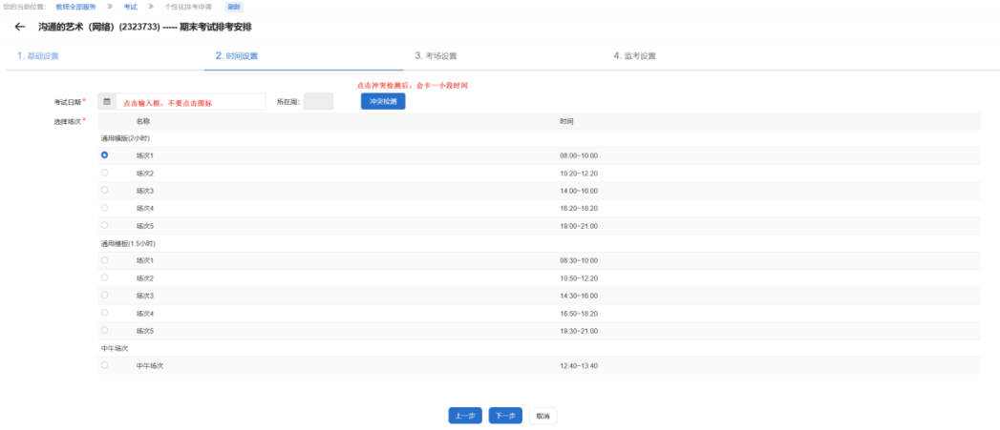 您的当前位置： 教师全部服务 》 考试 》 个性化排考申请 刷新
← 沟通的艺术（网络）(2323733) ----- 期末考试排考安排
1. 基础设置 2. 时间设置 3. 考场设置 4. 监考设置
点击冲突检测后，会卡一小段时间
考试日期* 点击输入框，不要点击图标 所在周: 冲突检测
选择场次* 名称 时间
通用模版(2小时)
场次1 08:00~10:00
场次2 10:20~12:20
场次3 14:00~16:00
场次4 16:20~18:20
场次5 19:00~21:00
通用模板(1.5小时)
场次1 08:30~10:00
场次2 10:50~12:20
场次3 14:30~16:00
场次4 16:50~18:20
场次5 19:30~21:00
中午场次
中午场次 12:40~13:40
上一步 下一步 取消